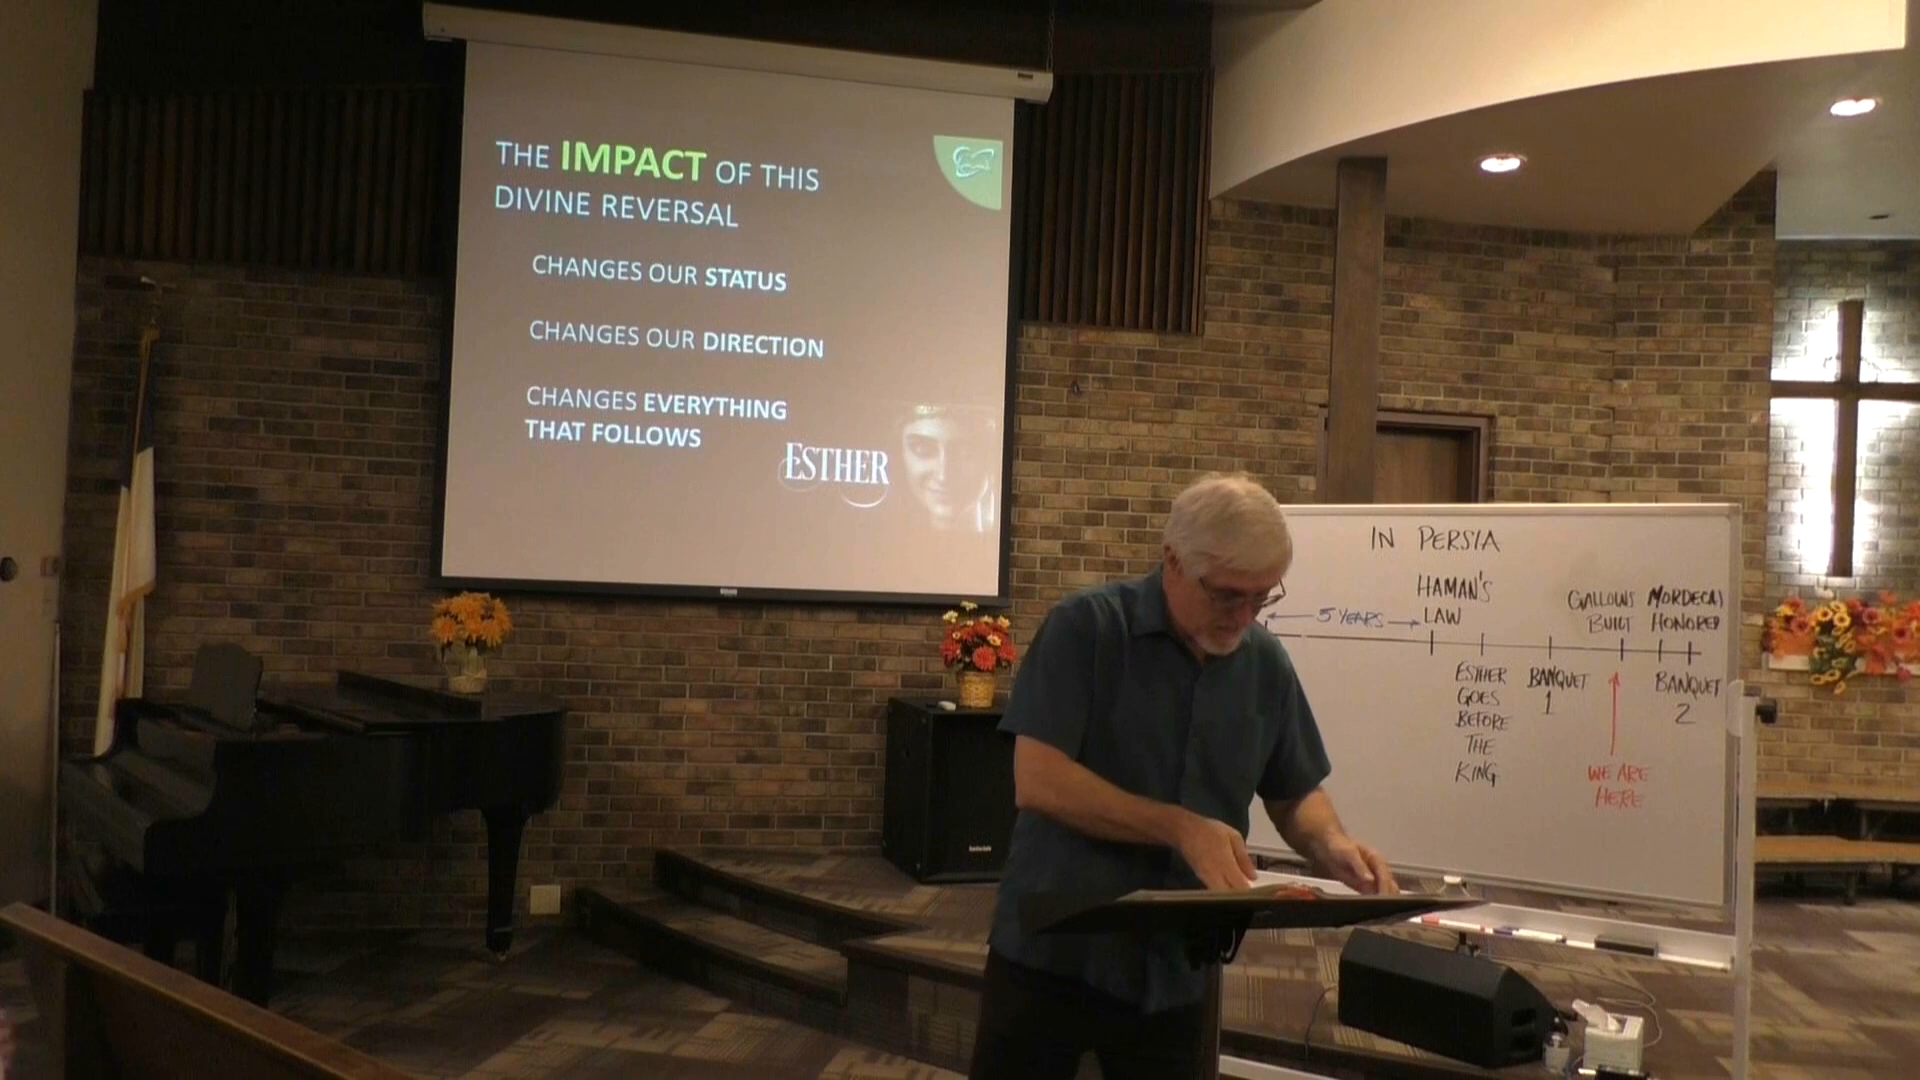 THE IMPACT OF THIS
DIVINE REVERSAL
CHANGES OUR STATUS
CHANGES OUR DIRECTION
CHANGES EVERYTHING
THAT FOLLOWS
ESTHER
IN PERSIA
HAMAN'S
LAW
5 YEARS
GALLOWS
BUILT
MORDECAI
HONORED
ESTHER
GOES
BEFORE
THE
KING
BANQUET
1
BANQUET
2
WE ARE
HERE